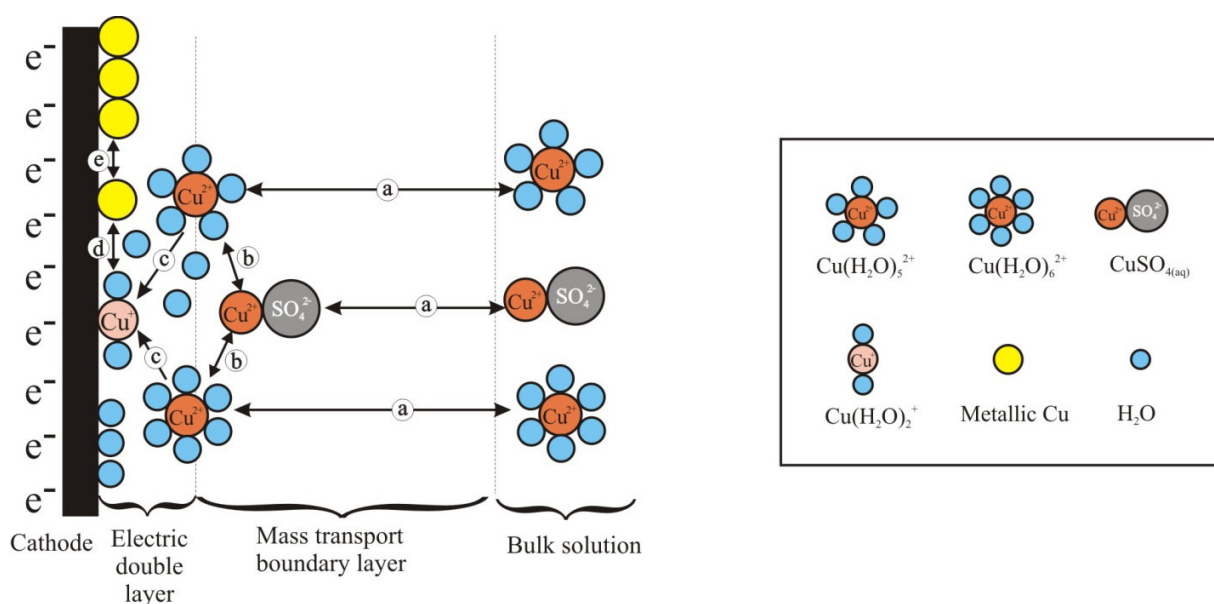 e⁻
e⁻
e⁻
e⁻
e⁻
e⁻
e⁻
e⁻
e
d
Cu²⁺
a
Cu²⁺
c
b
Cu⁺
Cu²⁺ SO₄²⁻
a
Cu²⁺ SO₄²⁻
c
b
Cu²⁺
a
Cu²⁺
Cathode
Electric
double
layer
Mass transport
boundary layer
Bulk solution
Cu²⁺
Cu²⁺
Cu²⁺ SO₄²⁻
Cu(H₂O)₅²⁺
Cu(H₂O)₆²⁺
CuSO₄₍ₐq₎
Cu⁺
Cu(H₂O)₂⁺
Metallic Cu
H₂O